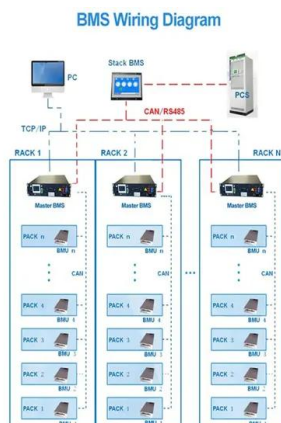 BMS Wiring Diagram
Stack BMS
PC
PCS
CAN/RS485
TCP/IP
RACK 1 RACK 2 RACK N
Master BMS Master BMS Master BMS
PACK n PACK n PACK n
BMU n BMU n BMU n
CAN CAN CAN
PACK 4 PACK 4 PACK 4
BMU 4 BMU 4 BMU 4
PACK 3 PACK 3 PACK 3
BMU 3 BMU 3 BMU 3
PACK 2 PACK 2 PACK 2
BMU 2 BMU 2 BMU 2
PACK 1 PACK 1 PACK 1